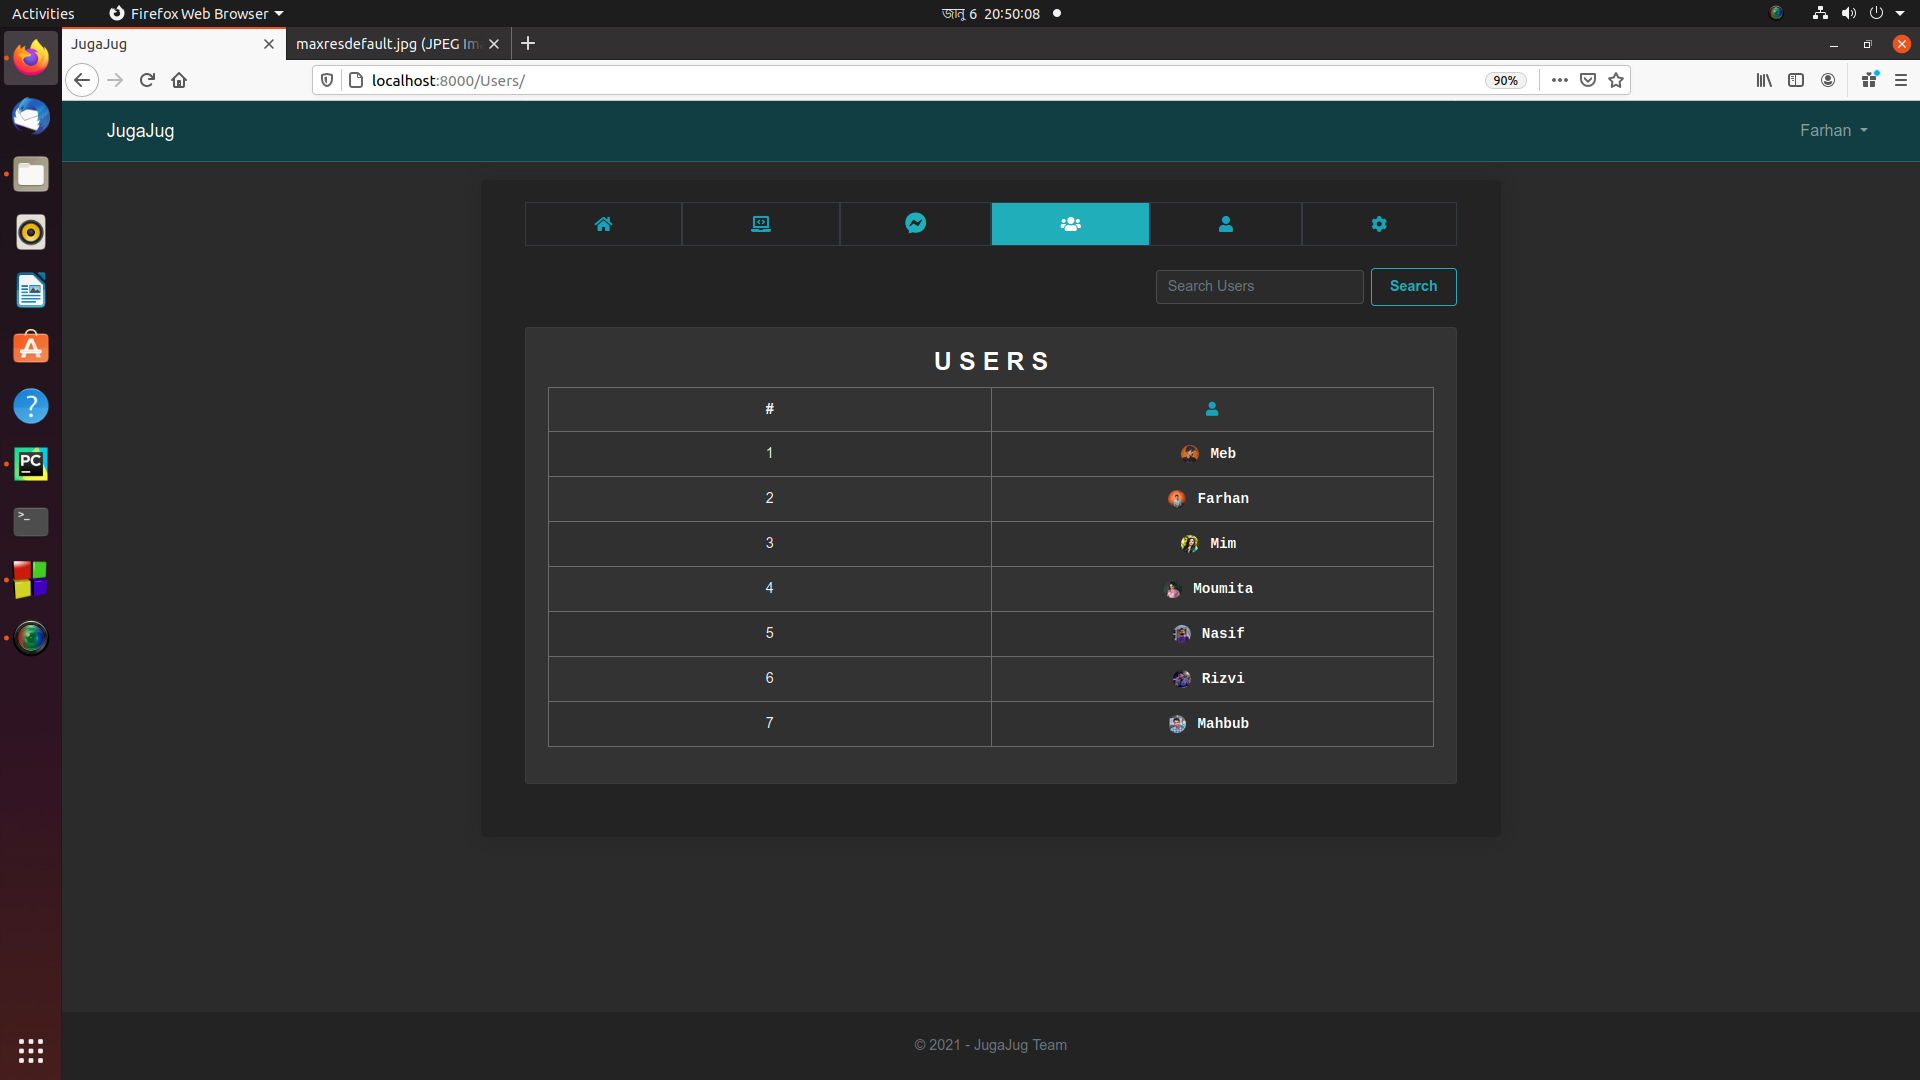 Activities
Firefox Web Browser
জানু 6 20:50:08
JugaJug
maxresdefault.jpg (JPEG Im
localhost:8000/Users/
90%
JugaJug
Farhan
Search Users
Search
USERS
#
1 Meb
2 Farhan
3 Mim
4 Moumita
5 Nasif
6 Rizvi
7 Mahbub
PC
>_
© 2021 - JugaJug Team